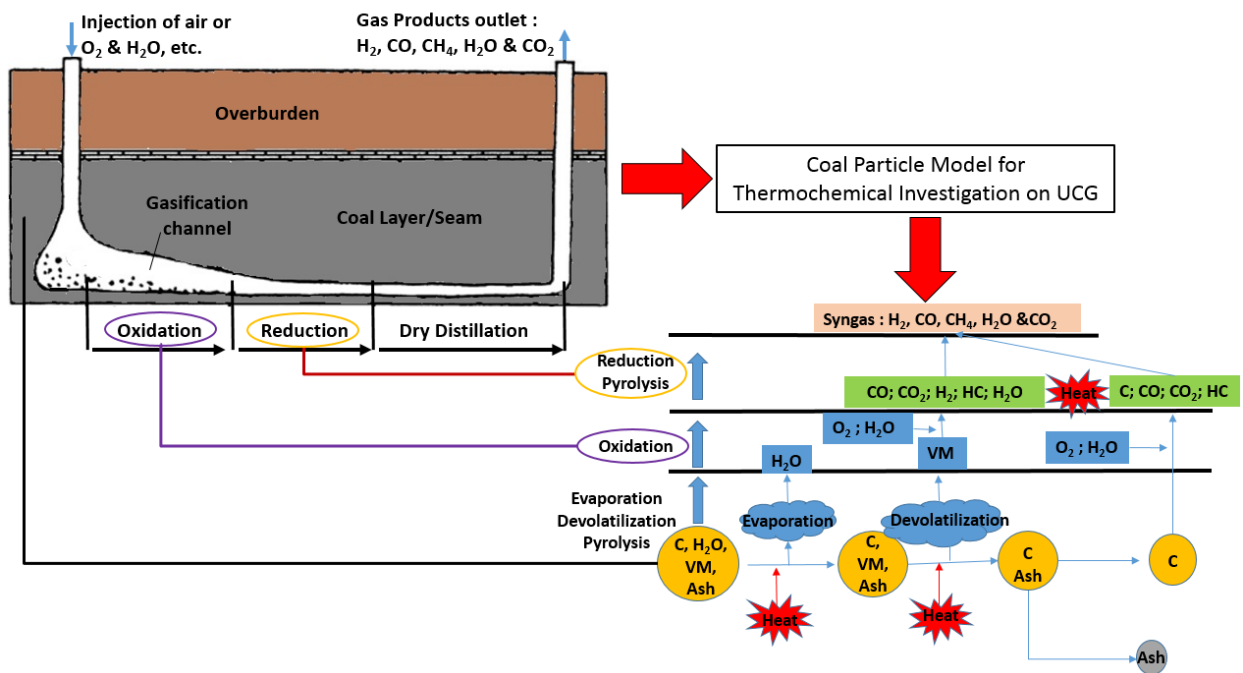 Injection of air or
O₂ & H₂O, etc.
Gas Products outlet :
H₂, CO, CH₄, H₂O & CO₂
Overburden
Gasification
channel
Coal Layer/Seam
Oxidation
Reduction
Dry Distillation
Coal Particle Model for
Thermochemical Investigation on UCG
Syngas : H₂, CO, CH₄, H₂O &CO₂
Reduction
Pyrolysis
CO; CO₂; H₂; HC; H₂O
Heat
C; CO; CO₂; HC
Oxidation
O₂ ; H₂O
H₂O
VM
O₂ ; H₂O
Evaporation
Devolatilization
Pyrolysis
Evaporation
Devolatilization
C, H₂O,
VM,
Ash
C,
VM,
Ash
C
Ash
C
Heat
Heat
Ash